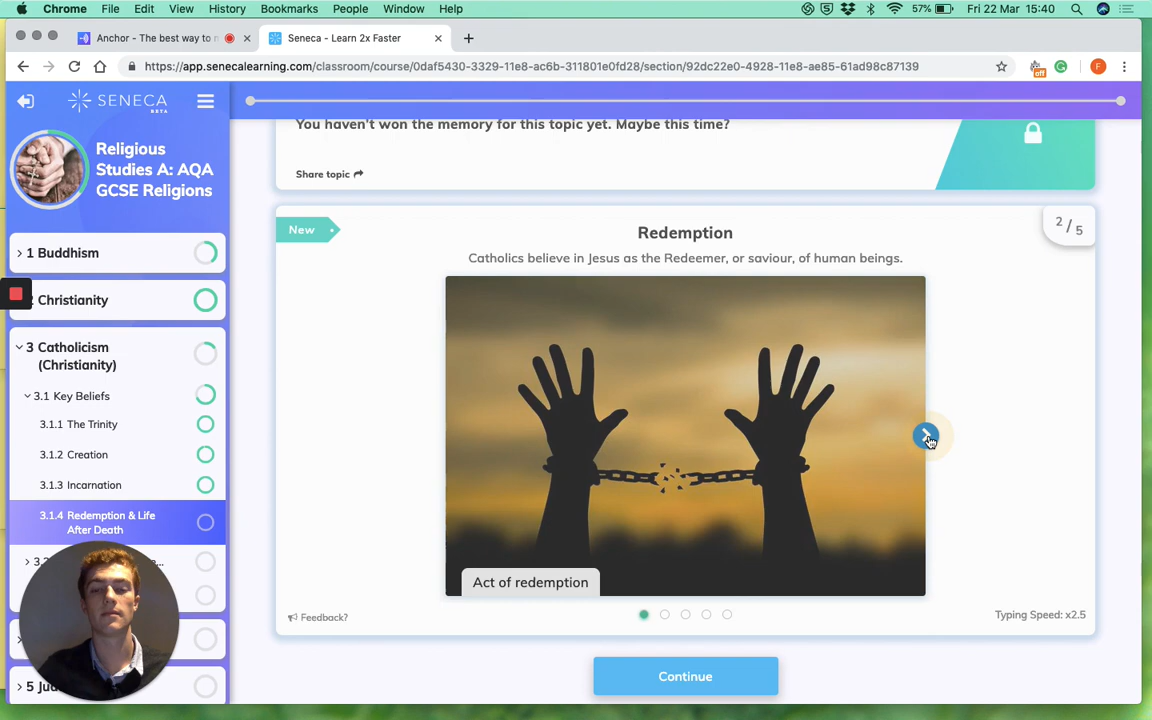 Chrome File Edit View History Bookmarks People Window Help 57% Fri 22 Mar 15:40
Anchor - The best way to
Seneca - Learn 2x Faster
https://app.senecalearning.com/classroom/course/0daf5430-3329-11e8-ac6b-311801e0fd28/section/92dc22e0-4928-11e8-ae85-61ad98c87139
off
F
SENECA
BETA
Religious
Studies A: AQA
GCSE Religions
1 Buddhism
Christianity
3 Catholicism
(Christianity)
3.1 Key Beliefs
3.1.1 The Trinity
3.1.2 Creation
3.1.3 Incarnation
3.1.4 Redemption & Life
After Death
5
You haven't won the memory for this topic yet. Maybe this time?
Share topic
New
2 / 5
Redemption
Catholics believe in Jesus as the Redeemer, or saviour, of human beings.
Act of redemption
Feedback?
Typing Speed: x2.5
Continue